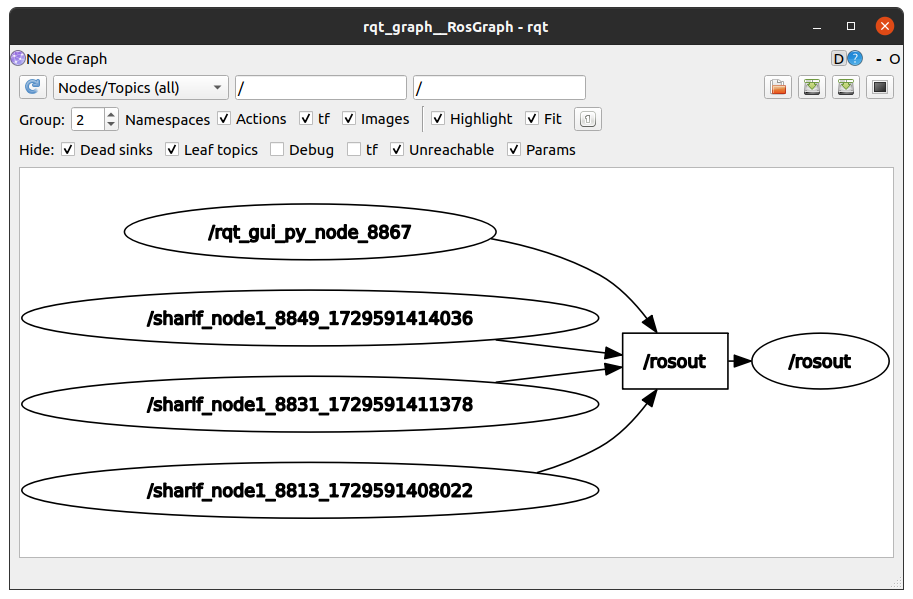 rqt_graph__RosGraph - rqt
Node Graph D ? - O
Nodes/Topics (all) / /
Group: 2 Namespaces Actions tf Images Highlight Fit
Hide: Dead sinks Leaf topics Debug tf Unreachable Params
/rqt_gui_py_node_8867
/sharif_node1_8849_1729591414036
/sharif_node1_8831_1729591411378
/sharif_node1_8813_1729591408022
/rosout
/rosout